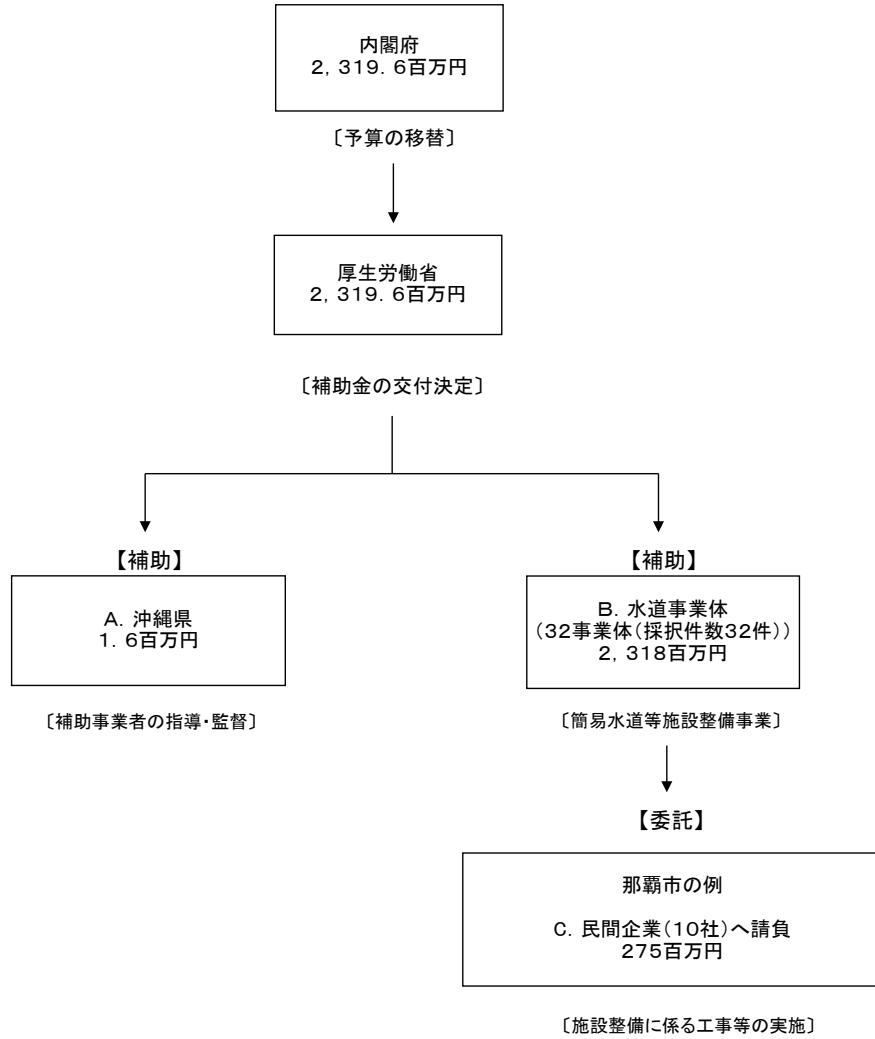 内閣府
２，３１９．６百万円
〔予算の移替〕
厚生労働省
２，３１９．６百万円
〔補助金の交付決定〕
【補助】
A．沖縄県
１．６百万円
〔補助事業者の指導・監督〕
【補助】
B．水道事業体
（32事業体（採択件数32件））
２，３１８百万円
〔簡易水道等施設整備事業〕
【委託】
那覇市の例
C．民間企業（１０社）へ請負
２７５百万円
〔施設整備に係る工事等の実施〕